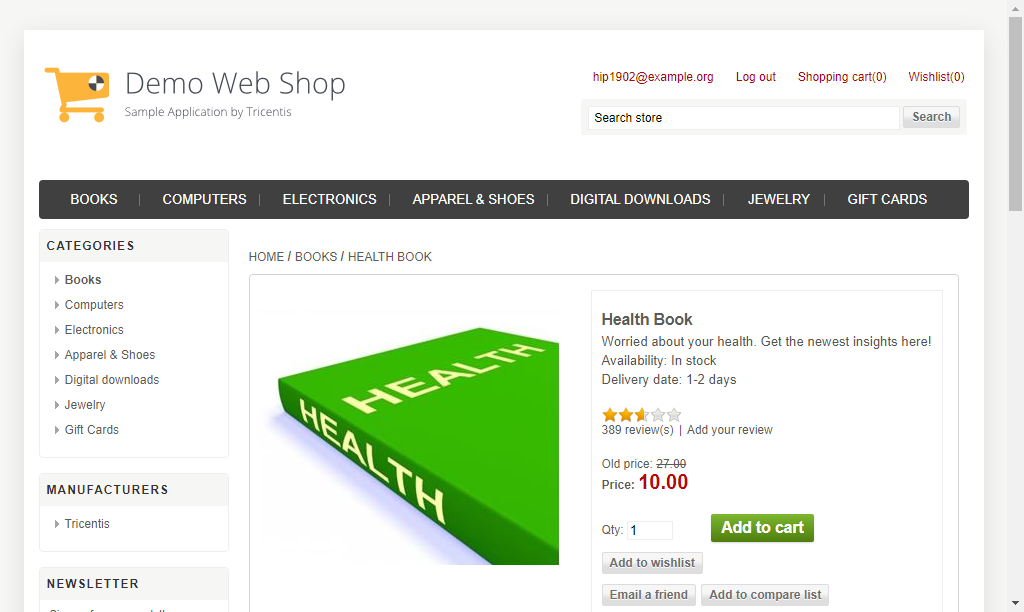 Demo Web Shop
Sample Application by Tricentis
hip1902@example.org Log out Shopping cart(0) Wishlist(0)
Search store Search
BOOKS COMPUTERS ELECTRONICS APPAREL & SHOES DIGITAL DOWNLOADS JEWELRY GIFT CARDS
CATEGORIES
Books
Computers
Electronics
Apparel & Shoes
Digital downloads
Jewelry
Gift Cards
MANUFACTURERS
Tricentis
NEWSLETTER
HOME / BOOKS / HEALTH BOOK
HEALTH
HEALTH
Health Book
Worried about your health. Get the newest insights here!
Availability: In stock
Delivery date: 1-2 days
389 review(s) | Add your review
Old price: 27.00
Price: 10.00
Qty: 1 Add to cart
Add to wishlist
Email a friend Add to compare list